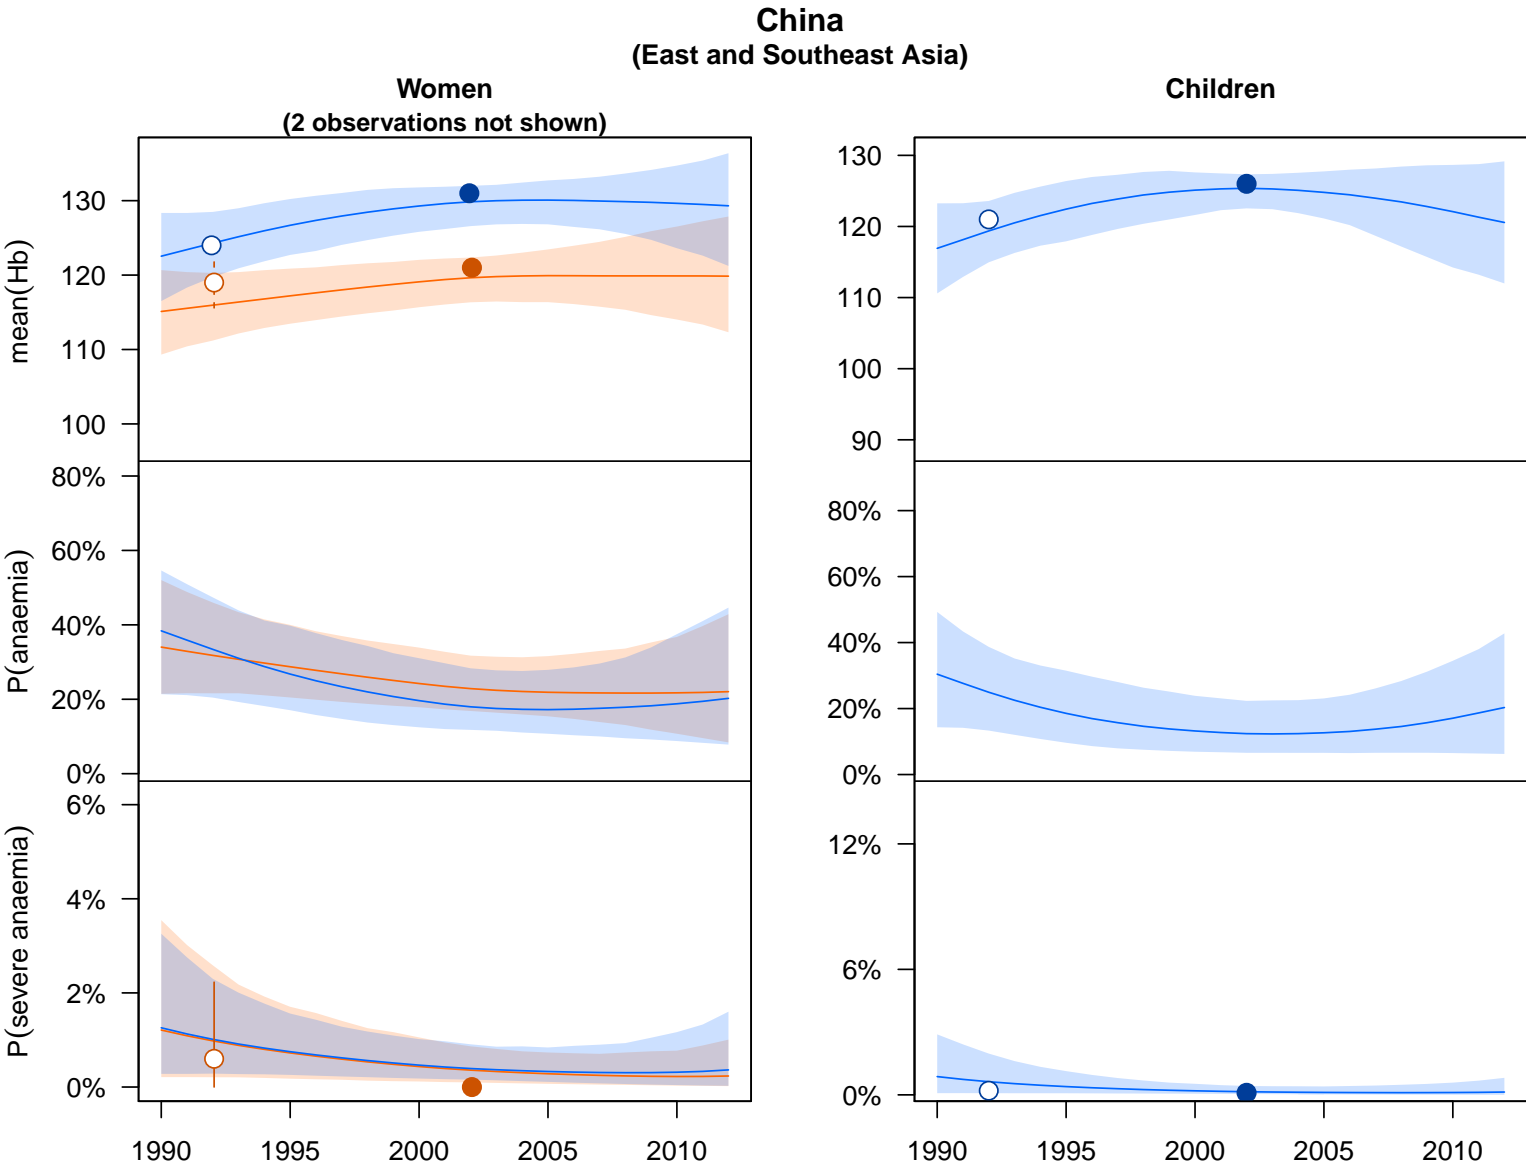 China
(East and Southeast Asia)
Women
(2 observations not shown)
Children
mean(Hb)
130
120
110
100
130
120
110
100
90
P(anaemia)
80%
60%
40%
20%
0%
80%
60%
40%
20%
0%
P(severe anaemia)
6%
4%
2%
0%
12%
6%
0%
1990 1995 2000 2005 2010
1990 1995 2000 2005 2010